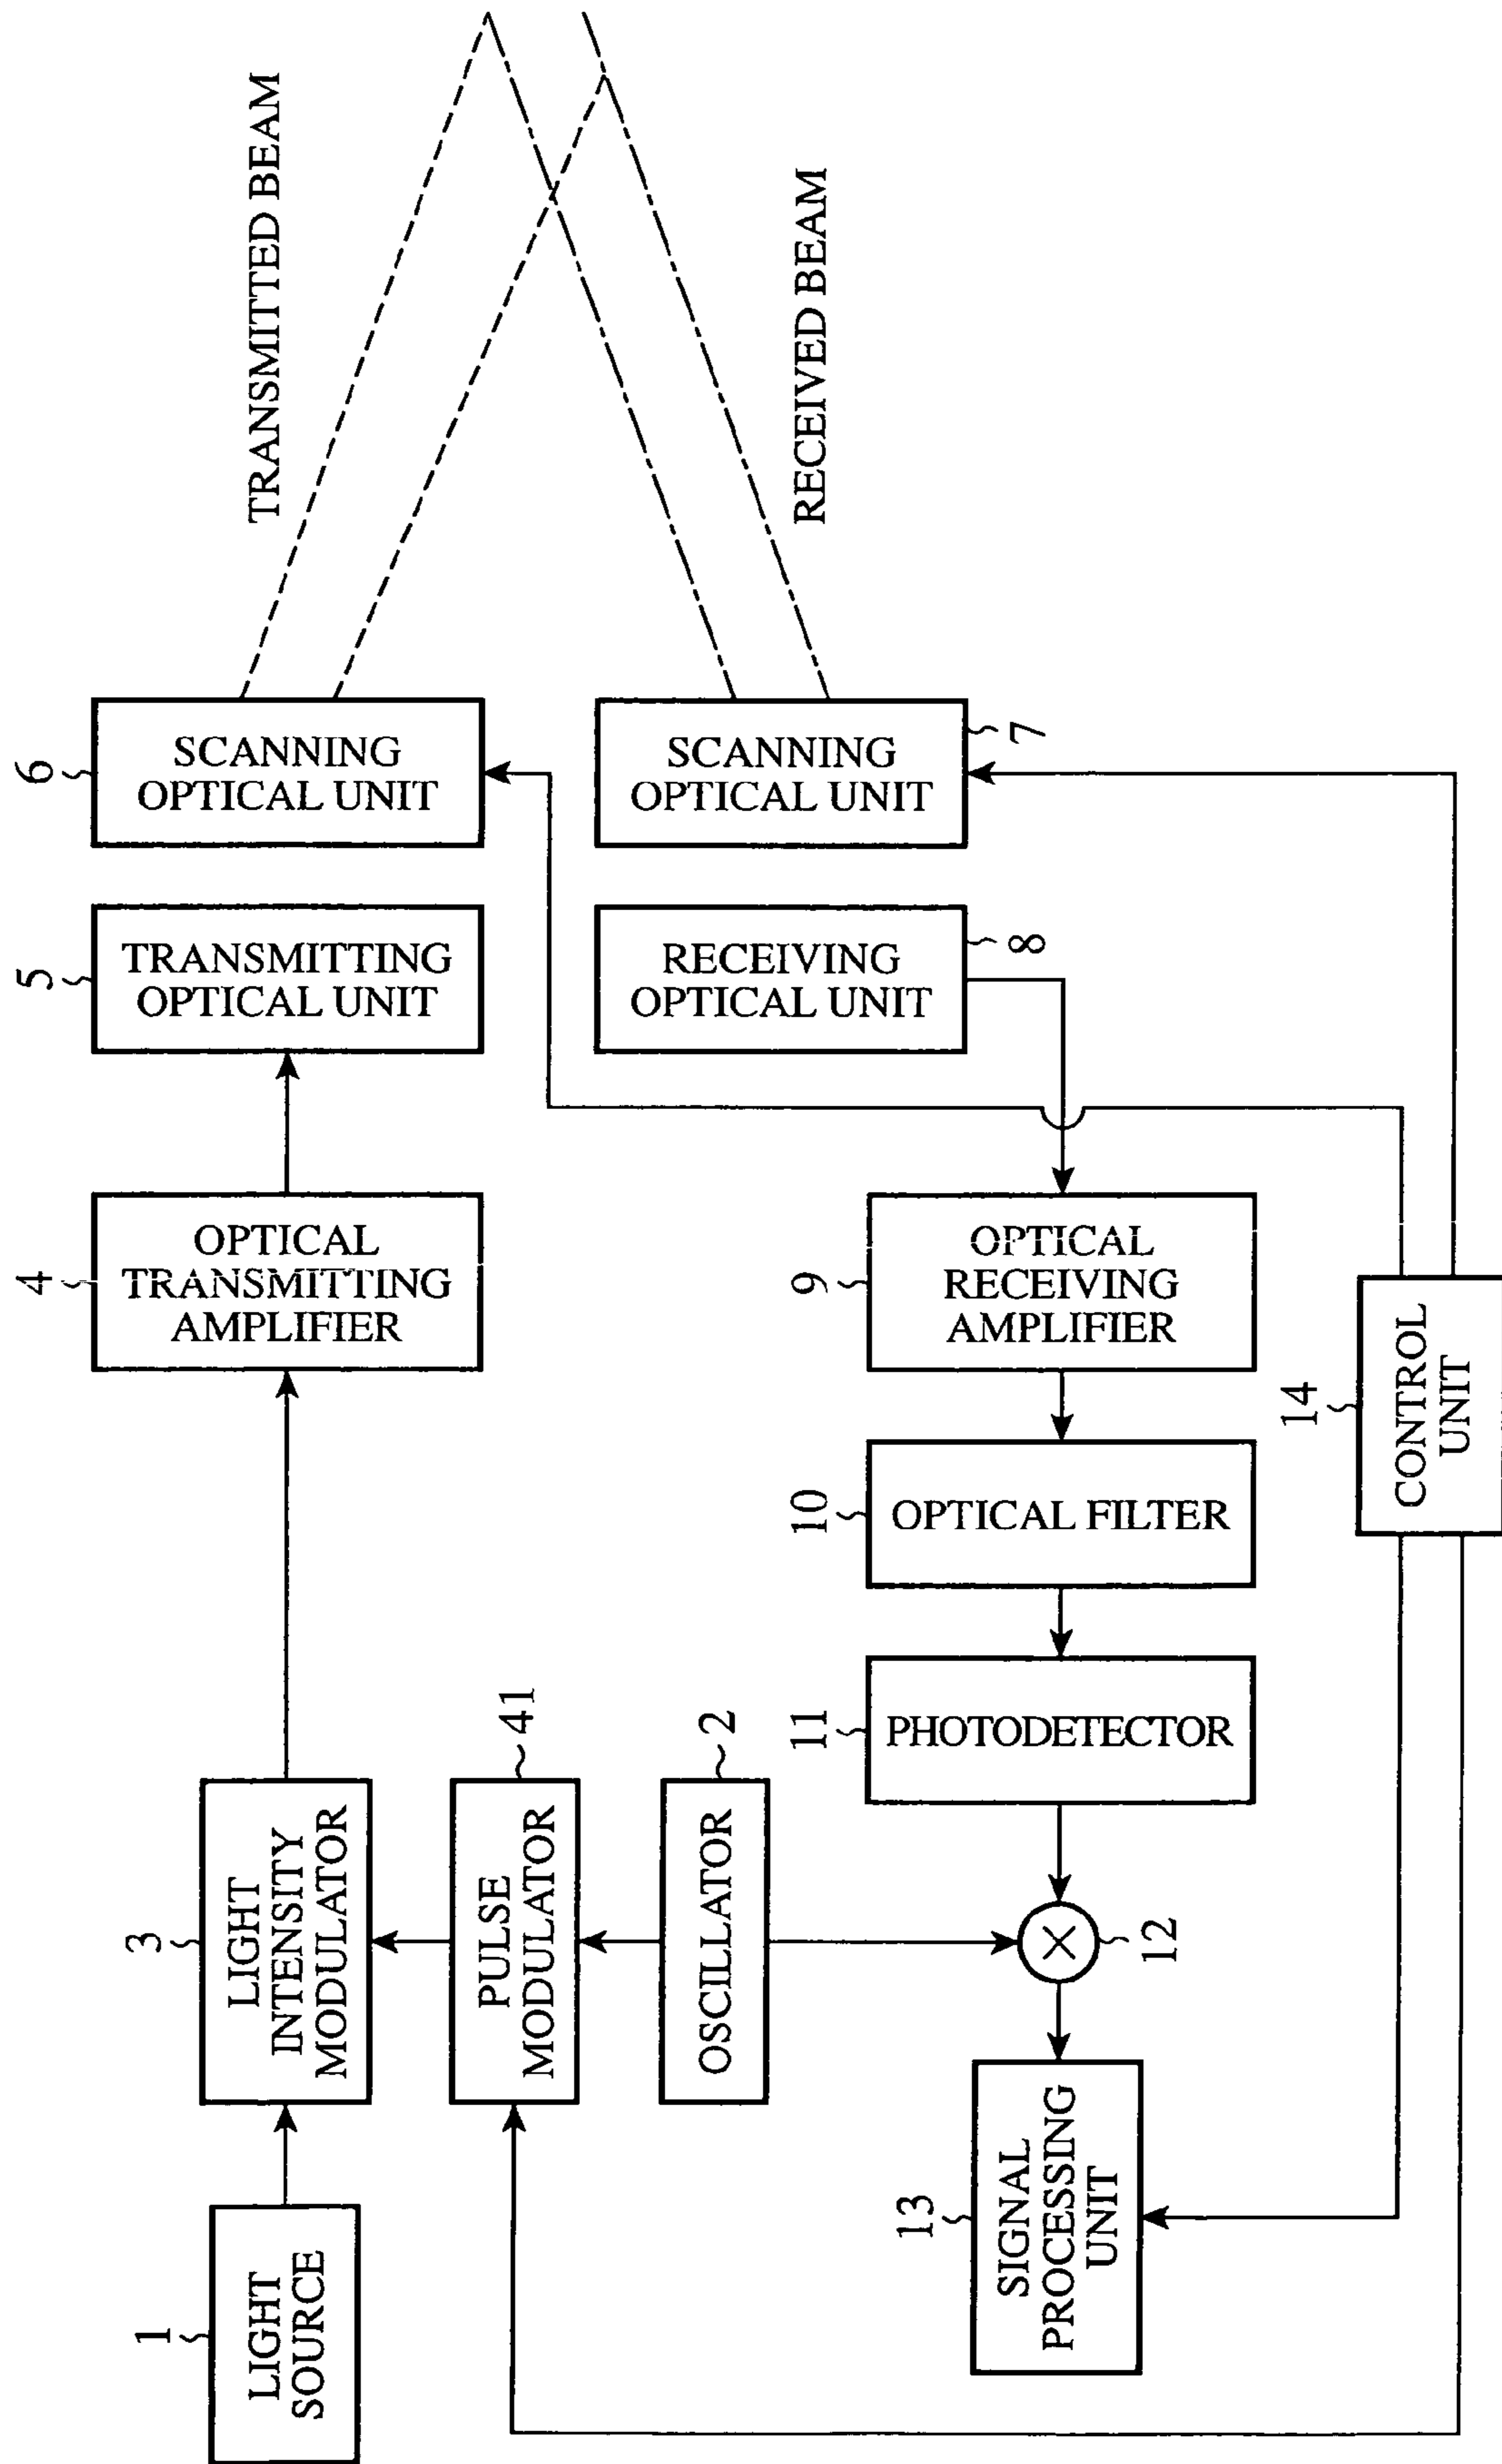 1
LIGHT
SOURCE
3
LIGHT
INTENSITY
MODULATOR
4
OPTICAL
TRANSMITTING
AMPLIFIER
5
TRANSMITTING
OPTICAL UNIT
6
SCANNING
OPTICAL UNIT
TRANSMITTED BEAM
PULSE
MODULATOR
41
OSCILLATOR
2
SCANNING
OPTICAL UNIT
7
RECEIVING
OPTICAL UNIT
8
RECEIVED BEAM
9
OPTICAL
RECEIVING
AMPLIFIER
10
OPTICAL FILTER
11
PHOTODETECTOR
12
13
SIGNAL
PROCESSING
UNIT
14
CONTROL
UNIT